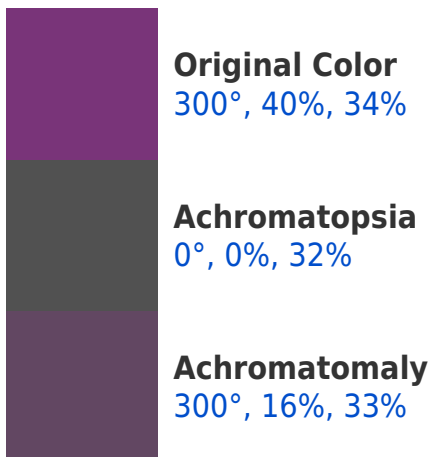 Original Color
300°, 40%, 34%
Achromatopsia
0°, 0%, 32%
Achromatomaly
300°, 16%, 33%